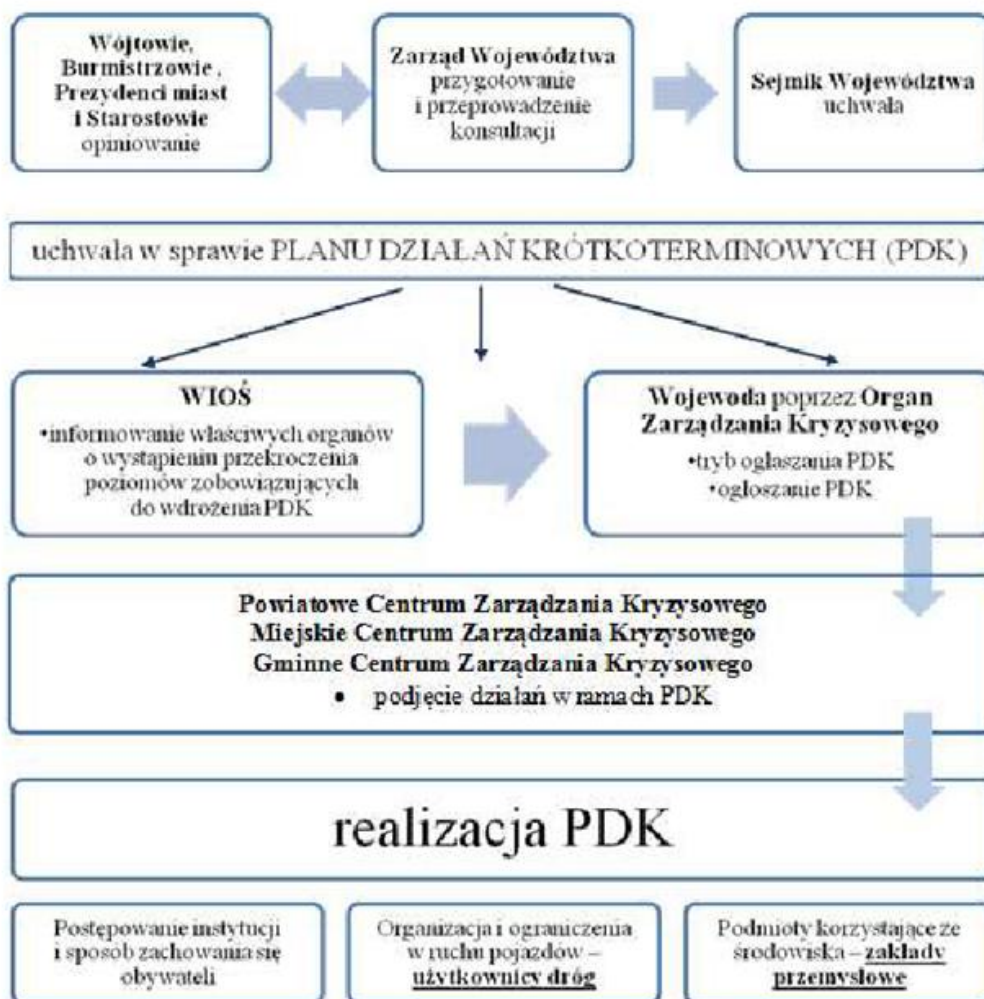 Wójtowie,
Burmistrzowie ,
Prezydenci miast
i Starostowie
opiniowanie
Zarząd Województwa
przygotowanie
i przeprowadzenie
konsultacji
Sejmik Województwa
uchwala
uchwała w sprawie PLANU DZIAŁAŃ KRÓTKOTERMINOWYCH (PDK)
WIOŚ
•informowanie właściwych organów
o wystąpieniu przekroczenia
poziomów zobowiązujących
do wdrożenia PDK
Wojewoda poprzez Organ
Zarządzania Kryzysowego
•tryb ogłaszania PDK
•ogłoszanie PDK
Powiatowe Centrum Zarządzania Kryzysowego
Miejskie Centrum Zarządzania Kryzysowego
Gminne Centrum Zarządzania Kryzysowego
• podjęcie działań w ramach PDK
realizacja PDK
Postępowanie instytucji
i sposób zachowania się
obywateli
Organizacja i ograniczenia
w ruchu pojazdów –
użytkownicy dróg
Podmioty korzystające ze
środowiska – zakłady
przemysłowe